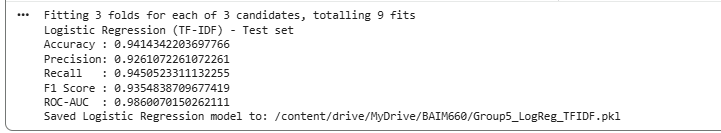 ••• Fitting 3 folds for each of 3 candidates, totalling 9 fits
Logistic Regression (TF-IDF) - Test set
Accuracy : 0.9414342203697766
Precision: 0.9261072261072261
Recall   : 0.9450523311132255
F1 Score : 0.9354838709677419
ROC-AUC  : 0.9860070150262111
Saved Logistic Regression model to: /content/drive/MyDrive/BAIM660/Group5_LogReg_TFIDF.pkl